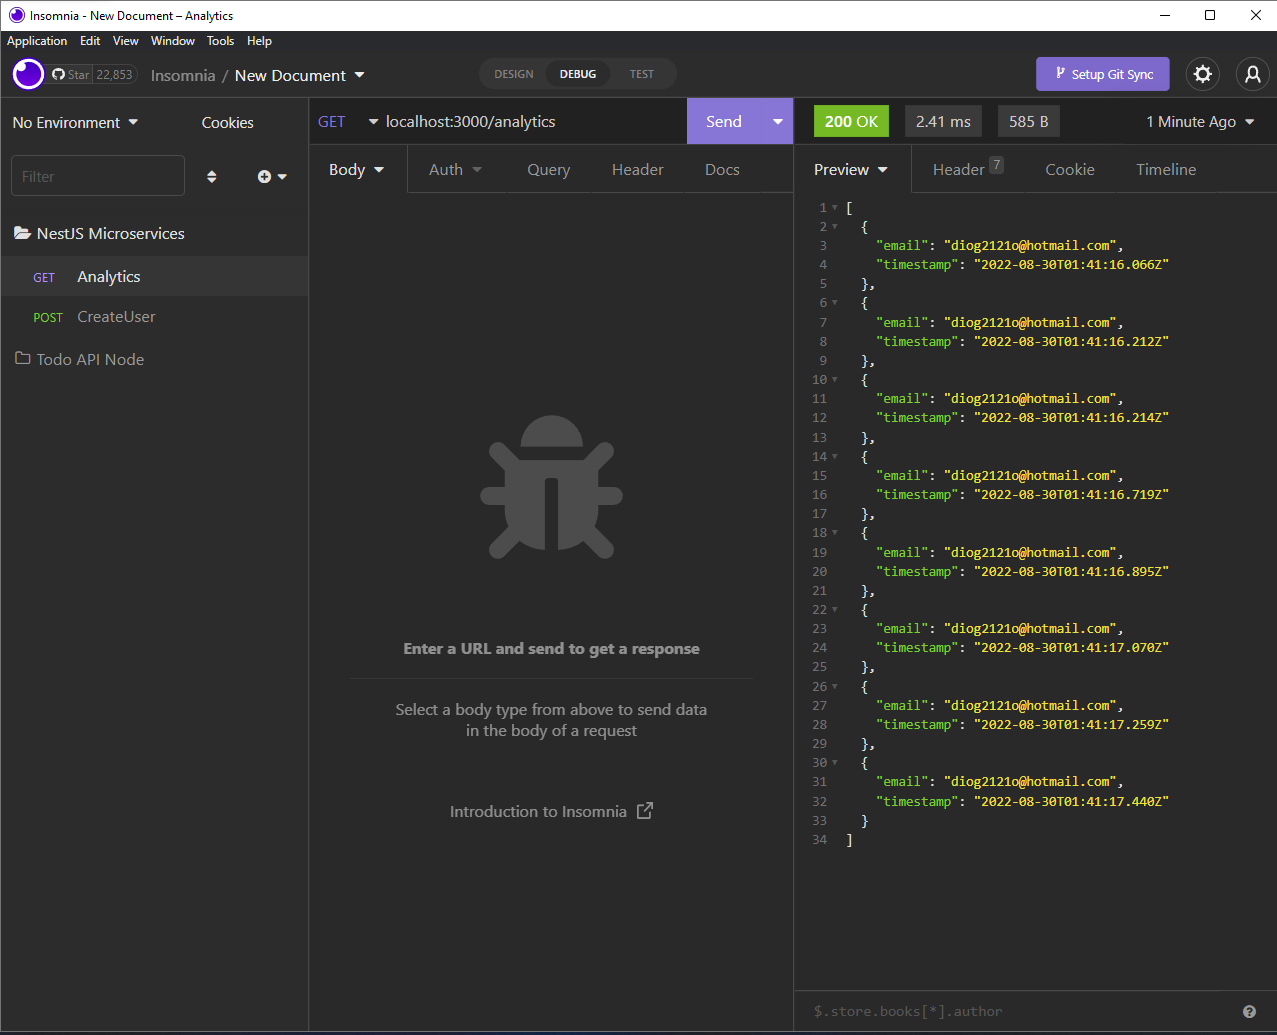 Insomnia - New Document – Analytics
Application Edit View Window Tools Help
Star 22,853 Insomnia / New Document DESIGN DEBUG TEST Setup Git Sync
No Environment Cookies
Filter
NestJS Microservices
GET Analytics
POST CreateUser
Todo API Node
GET localhost:3000/analytics Send
Body Auth Query Header Docs
Enter a URL and send to get a response
Select a body type from above to send data
in the body of a request
Introduction to Insomnia
200 OK 2.41 ms 585 B 1 Minute Ago
Preview Header 7 Cookie Timeline
1 [
2 {
3 "email": "diog2121o@hotmail.com",
4 "timestamp": "2022-08-30T01:41:16.066Z"
5 },
6 {
7 "email": "diog2121o@hotmail.com",
8 "timestamp": "2022-08-30T01:41:16.212Z"
9 },
10 {
11 "email": "diog2121o@hotmail.com",
12 "timestamp": "2022-08-30T01:41:16.214Z"
13 },
14 {
15 "email": "diog2121o@hotmail.com",
16 "timestamp": "2022-08-30T01:41:16.719Z"
17 },
18 {
19 "email": "diog2121o@hotmail.com",
20 "timestamp": "2022-08-30T01:41:16.895Z"
21 },
22 {
23 "email": "diog2121o@hotmail.com",
24 "timestamp": "2022-08-30T01:41:17.070Z"
25 },
26 {
27 "email": "diog2121o@hotmail.com",
28 "timestamp": "2022-08-30T01:41:17.259Z"
29 },
30 {
31 "email": "diog2121o@hotmail.com",
32 "timestamp": "2022-08-30T01:41:17.440Z"
33 }
34 ]
$.store.books[*].author